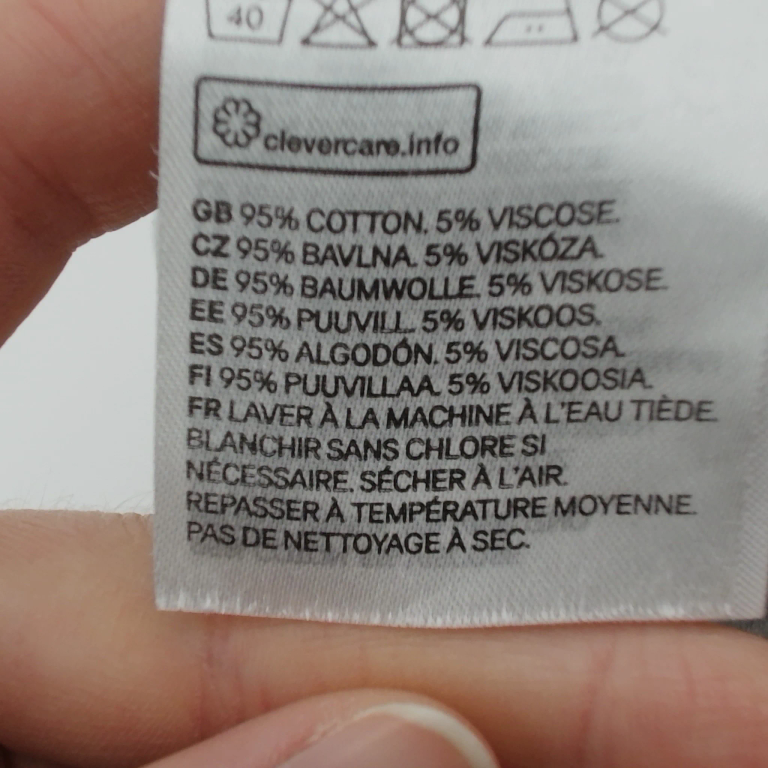 40
clevercare.info
GB 95% COTTON. 5% VISCOSE.
CZ 95% BAVLNA. 5% VISKÓZA.
DE 95% BAUMWOLLE. 5% VISKOSE.
EE 95% PUUVILL. 5% VISKOOS.
ES 95% ALGODÓN. 5% VISCOSA.
FI 95% PUUVILLAA. 5% VISKOOSIA.
FR LAVER À LA MACHINE À L'EAU TIÈDE.
BLANCHIR SANS CHLORE SI
NÉCESSAIRE. SÉCHER À L'AIR.
REPASSER À TEMPÉRATURE MOYENNE.
PAS DE NETTOYAGE À SEC.